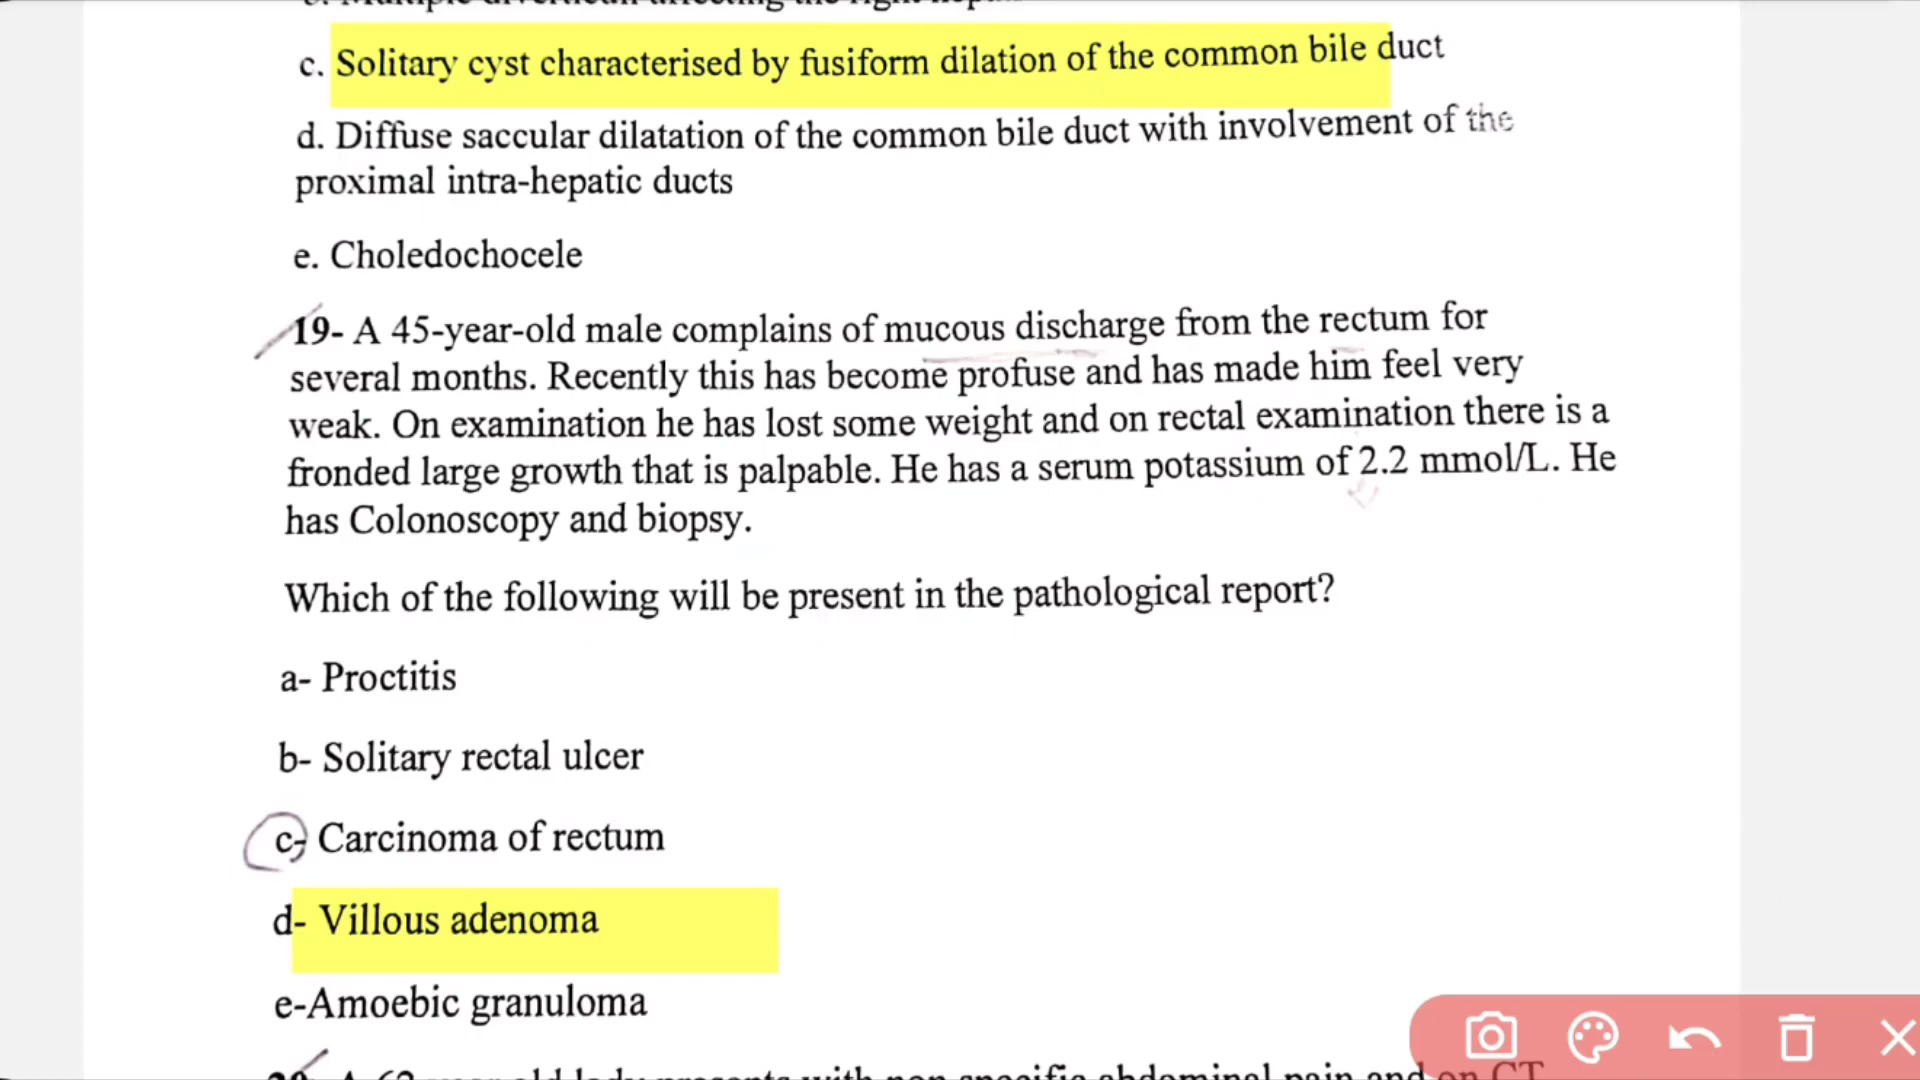 c. Solitary cyst characterised by fusiform dilation of the common bile duct
d. Diffuse saccular dilatation of the common bile duct with involvement of the
proximal intra-hepatic ducts
e. Choledochocele
19- A 45-year-old male complains of mucous discharge from the rectum for
several months. Recently this has become profuse and has made him feel very
weak. On examination he has lost some weight and on rectal examination there is a
fronded large growth that is palpable. He has a serum potassium of 2.2 mmol/L. He
has Colonoscopy and biopsy.
Which of the following will be present in the pathological report?
a- Proctitis
b- Solitary rectal ulcer
c- Carcinoma of rectum
d- Villous adenoma
e-Amoebic granuloma